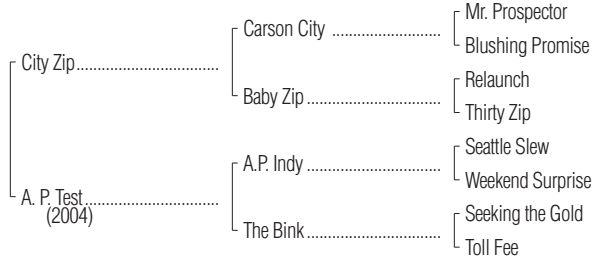 Mr. Prospector
Carson City ........................
Blushing Promise
City Zip................................
Relaunch
Baby Zip ..............................
Thirty Zip
Seattle Slew
A.P. Indy ..............................
Weekend Surprise
A. P. Test..............................
(2004)
Seeking the Gold
The Bink ..............................
Toll Fee